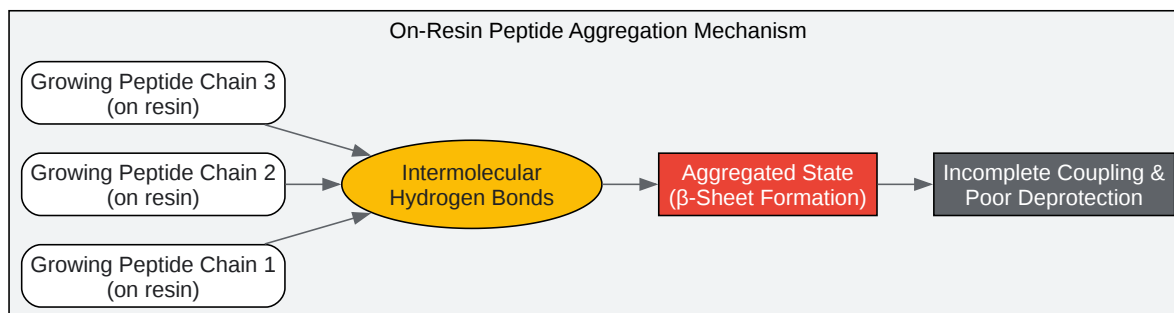 On-Resin Peptide Aggregation Mechanism
Growing Peptide Chain 3
(on resin)
Growing Peptide Chain 2
(on resin)
Growing Peptide Chain 1
(on resin)
Intermolecular
Hydrogen Bonds
Aggregated State
(β-Sheet Formation)
Incomplete Coupling &
Poor Deprotection